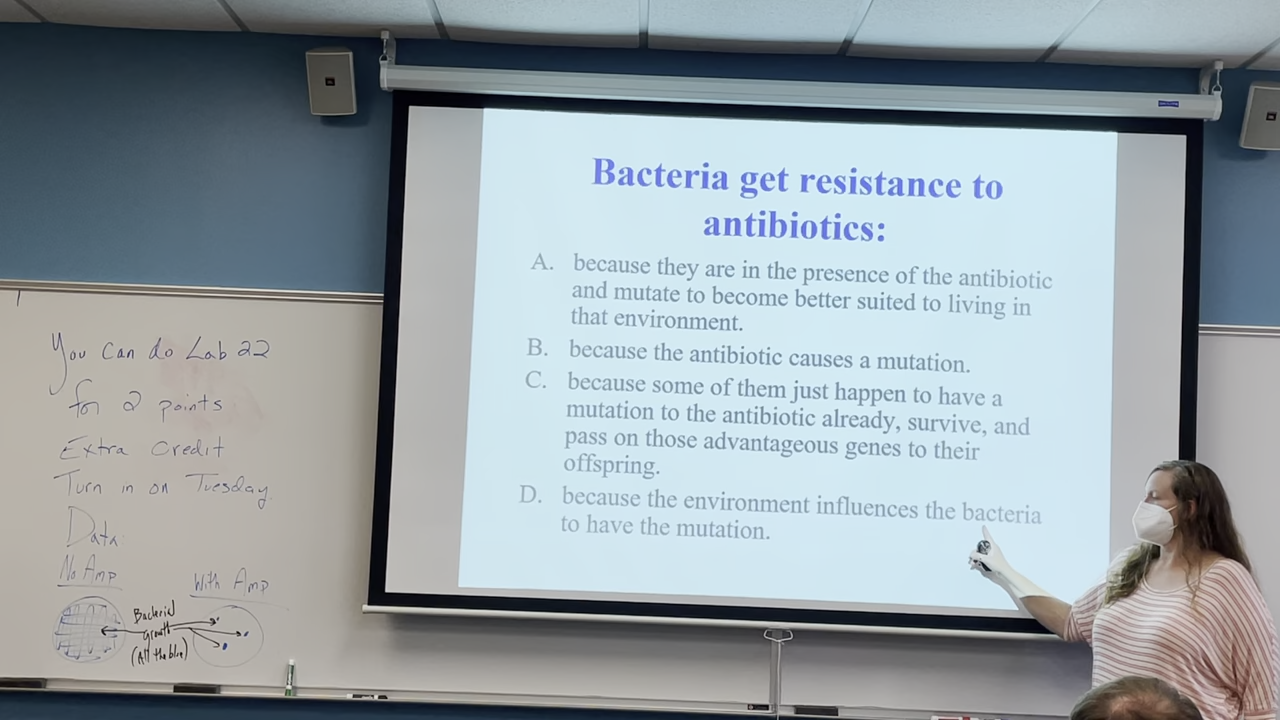 Bacteria get resistance to
antibiotics:
A. because they are in the presence of the antibiotic
and mutate to become better suited to living in
that environment.
B. because the antibiotic causes a mutation.
C. because some of them just happen to have a
mutation to the antibiotic already, survive, and
pass on those advantageous genes to their
offspring.
D. because the environment influences the bacteria
to have the mutation.
You can do Lab 22
for 2 points
Extra Credit
Turn in on Tuesday.
Data:
No Amp
With Amp
Bacterial
growth
(All the blue)